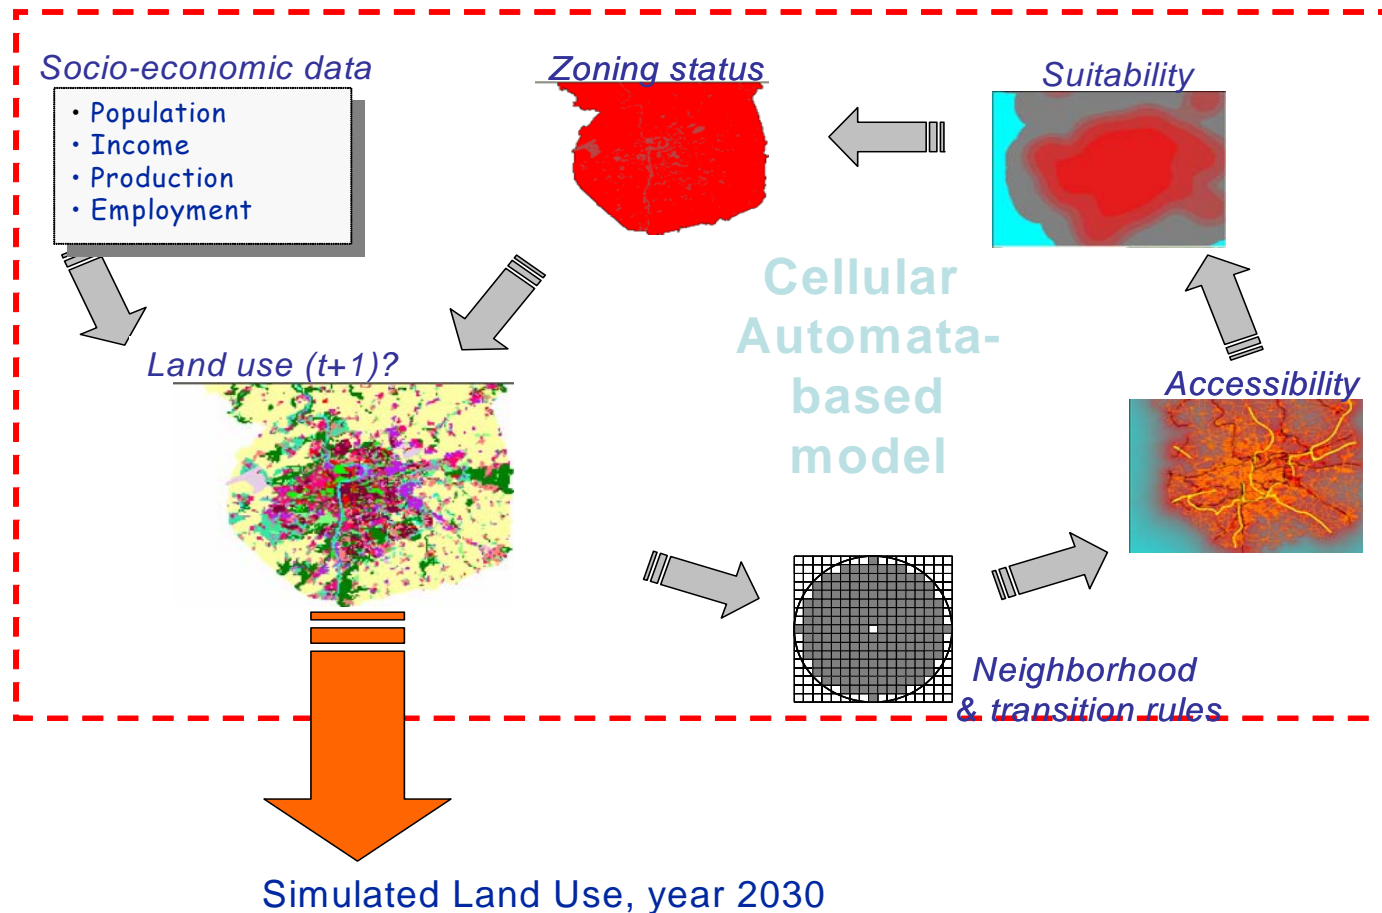 Socio-economic data
• Population
• Income
• Production
• Employment
Zoning status
Suitability
Cellular
Automata-
based
model
Land use (t+1)?
Accessibility
Neighborhood
& transition rules
Simulated Land Use, year 2030